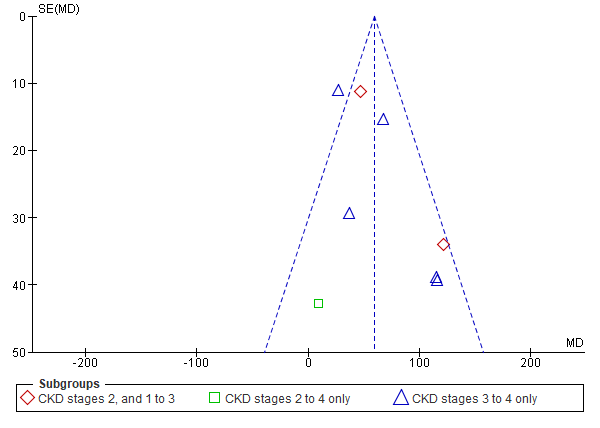 SE(MD)
0
10
20
30
40
50
MD
-200
-100
0
100
200
Subgroups
CKD stages 2, and 1 to 3
CKD stages 2 to 4 only
CKD stages 3 to 4 only